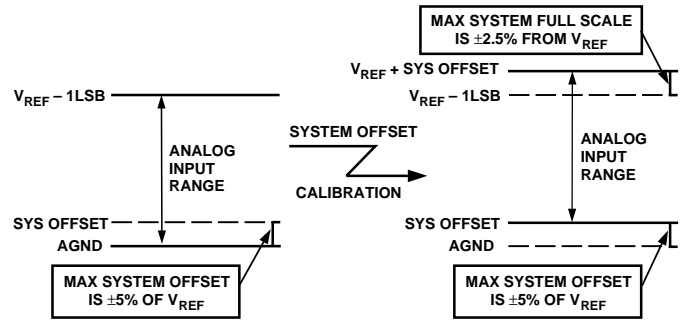 MAX SYSTEM FULL SCALE
IS ±2.5% FROM VREF
VREF + SYS OFFSET
VREF – 1LSB
VREF – 1LSB
SYSTEM OFFSET
CALIBRATION
ANALOG
INPUT
RANGE
ANALOG
INPUT
RANGE
SYS OFFSET
AGND
SYS OFFSET
AGND
MAX SYSTEM OFFSET
IS ±5% OF VREF
MAX SYSTEM OFFSET
IS ±5% OF VREF